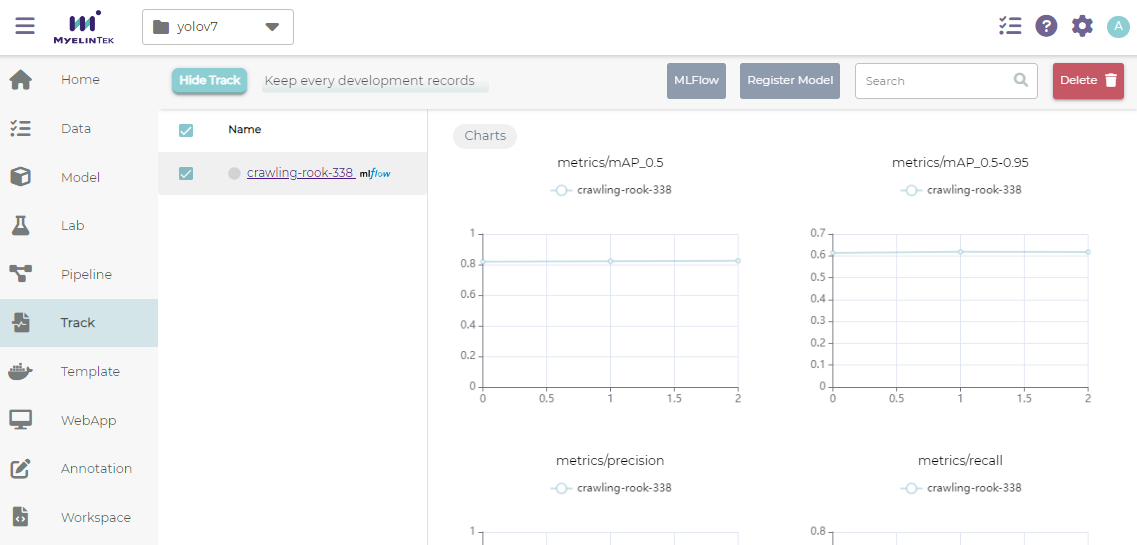 MYELINTEK
yolov7
A
Home
Data
Model
Lab
Pipeline
Track
Template
WebApp
Annotation
Workspace
Hide Track
Keep every development records
MLFlow
Register Model
Search
Delete
Name
crawling-rook-338 mlflow
Charts
metrics/mAP_0.5
crawling-rook-338
1
0.8
0.6
0.4
0.2
0
0 0.5 1 1.5 2
metrics/mAP_0.5-0.95
crawling-rook-338
0.7
0.6
0.5
0.4
0.3
0.2
0.1
0
0 0.5 1 1.5 2
metrics/precision
crawling-rook-338
1
metrics/recall
crawling-rook-338
0.8